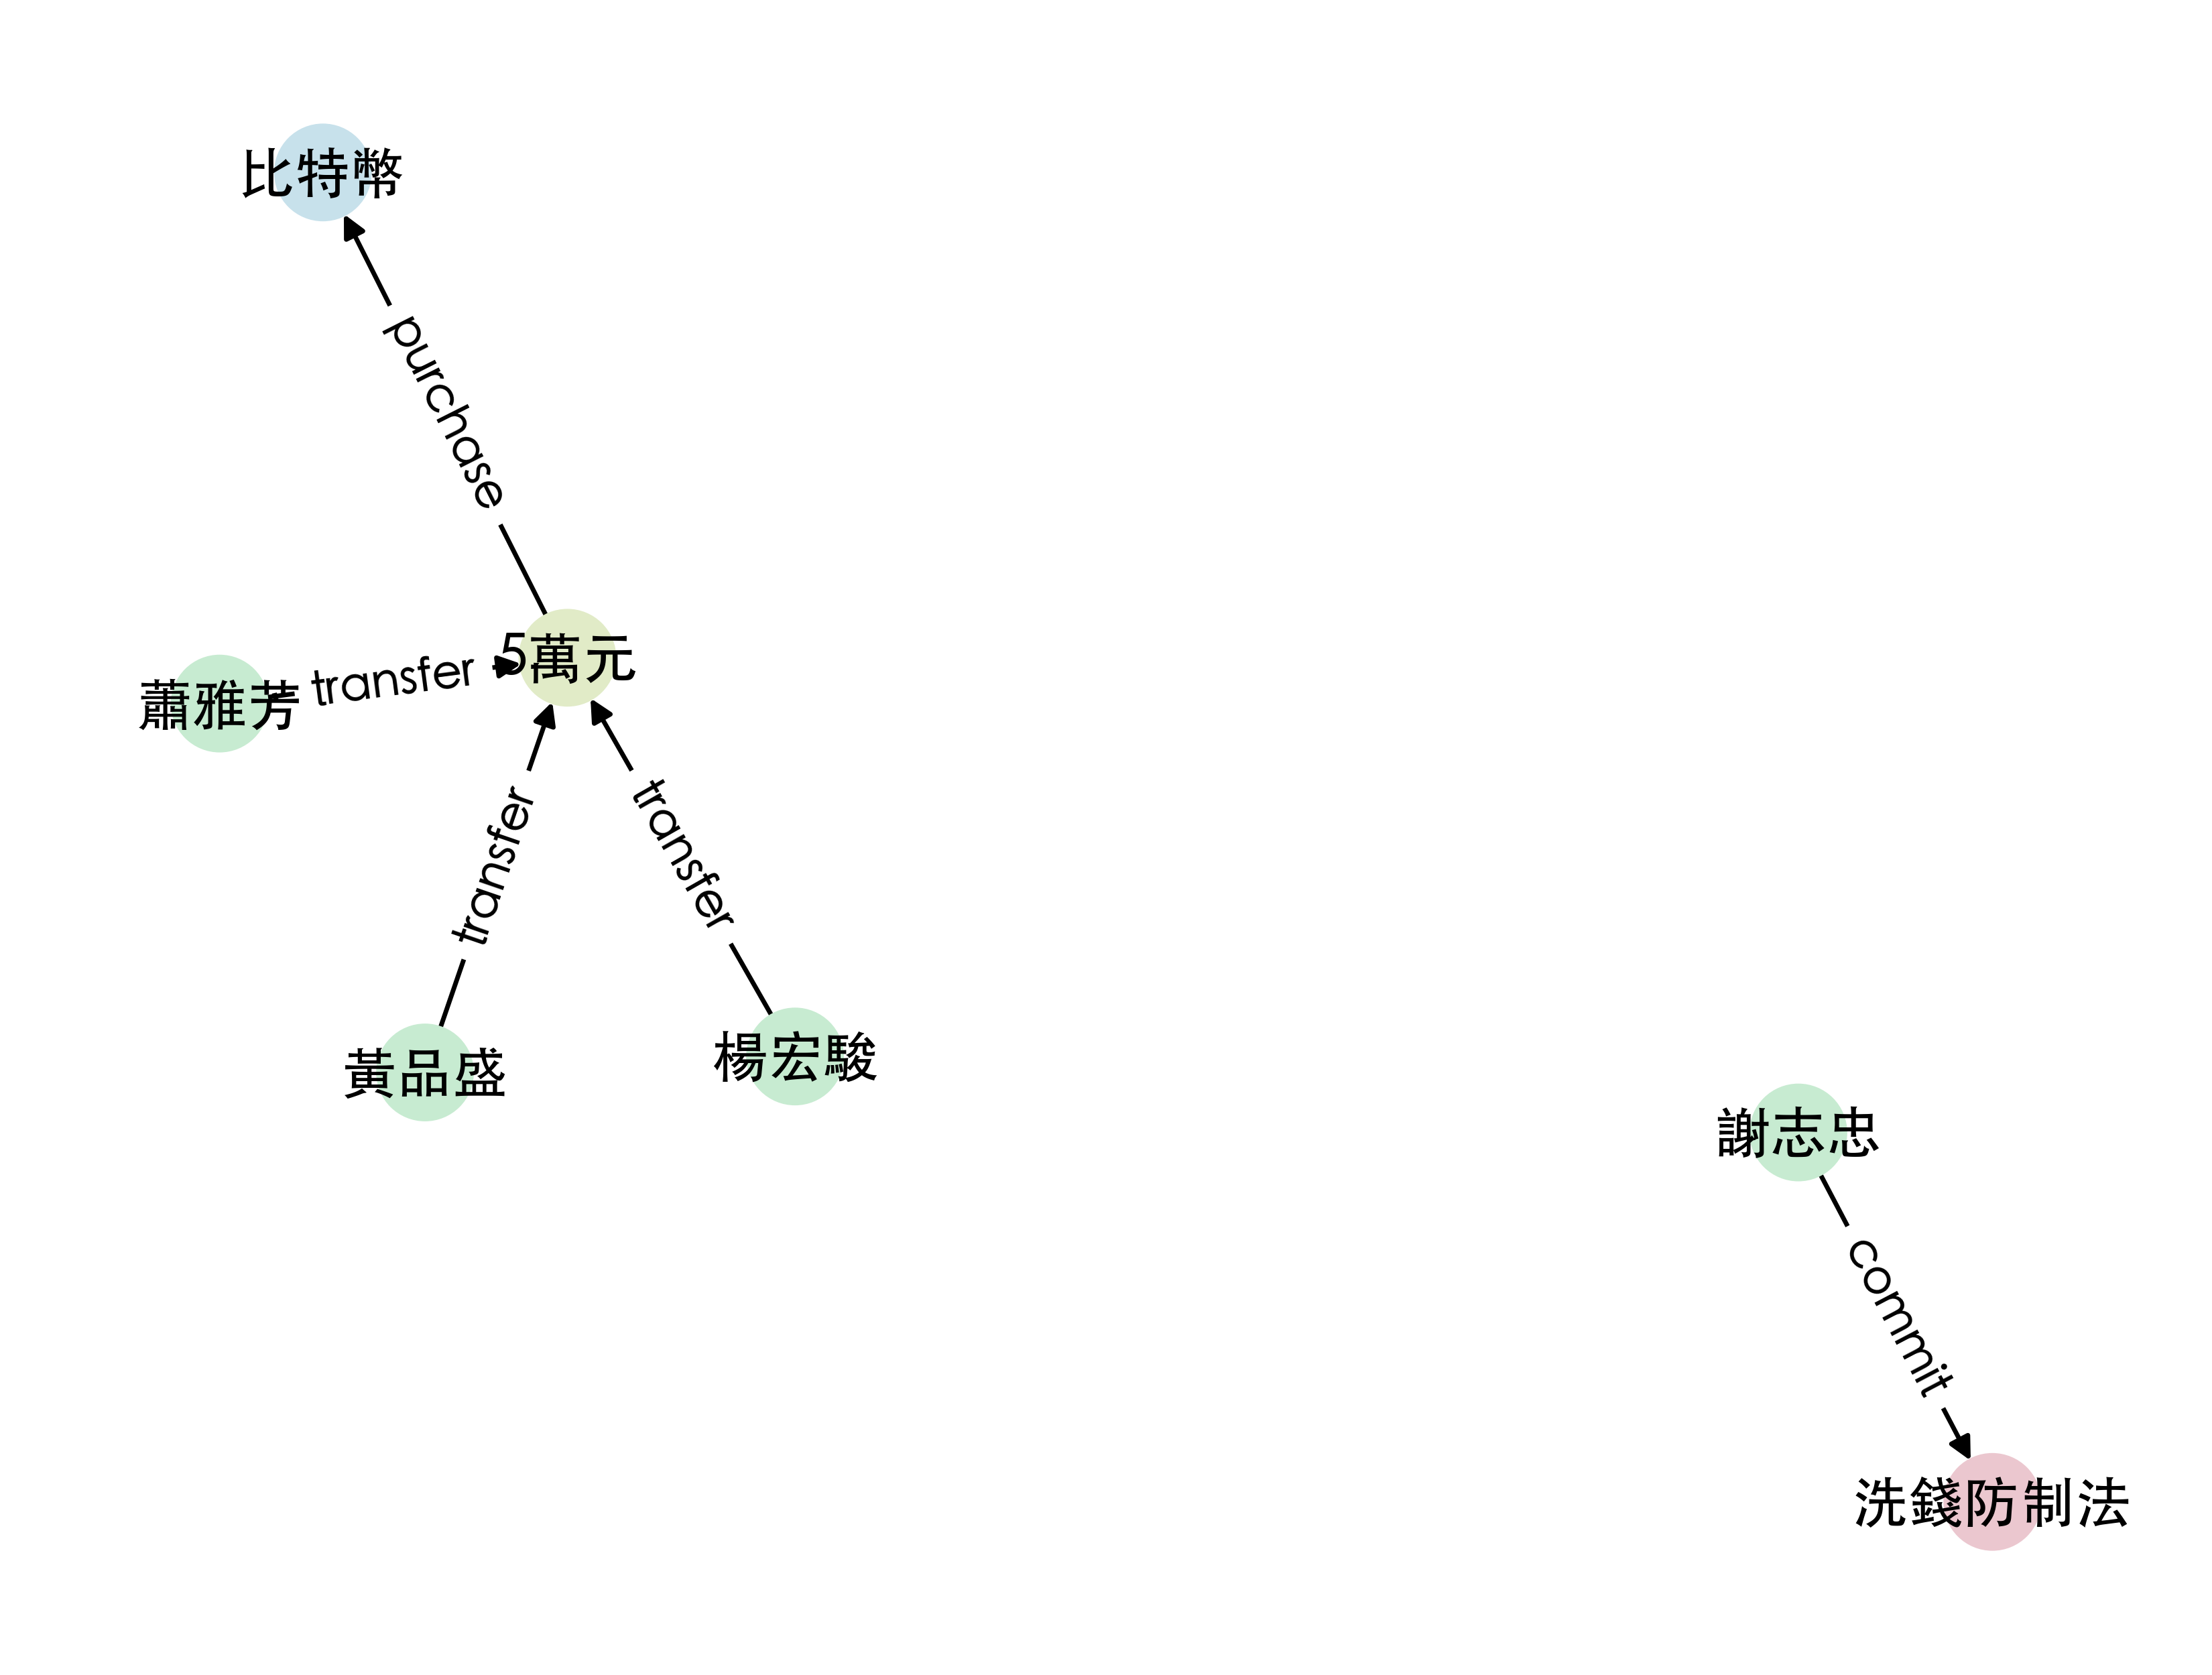 比特幣
purchase
5萬元
transfer
蕭雅芳
transfer
transfer
黃品盛
楊宏駿
謝志忠
commit
洗錢防制法